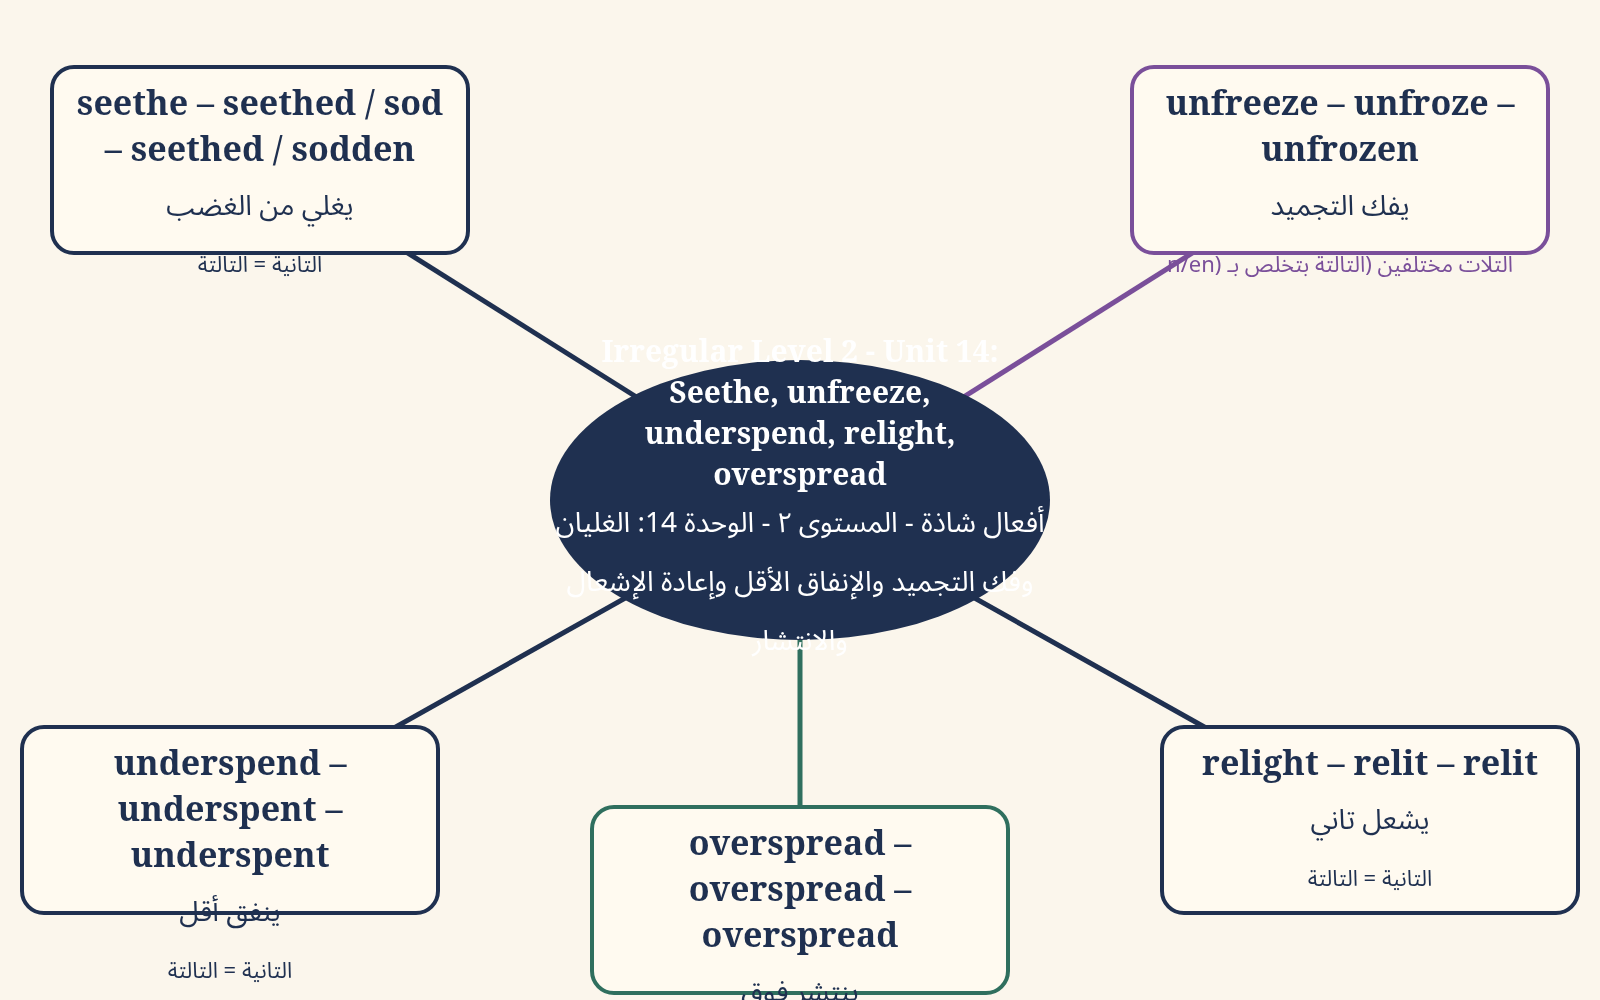 seethe – seethed / sod
– seethed / sodden
يغلي من الغضب
التانية = التالتة
unfreeze – unfroze –
unfrozen
يفك التجميد
التلات مختلفين (التالتة بتخلص بـ n/en)
Irregular Level 2 - Unit 14:
Seethe, unfreeze,
underspend, relight,
overspread
أفعال شاذة - المستوى ٢ - الوحدة 14: الغليان
وفك التجميد والإنفاق الأقل وإعادة الإشعال
والانتشار
underspend –
underspent –
underspent
ينفق أقل
التانية = التالتة
overspread –
overspread –
overspread
ينتشر فوق
relight – relit – relit
يشعل تاني
التانية = التالتة